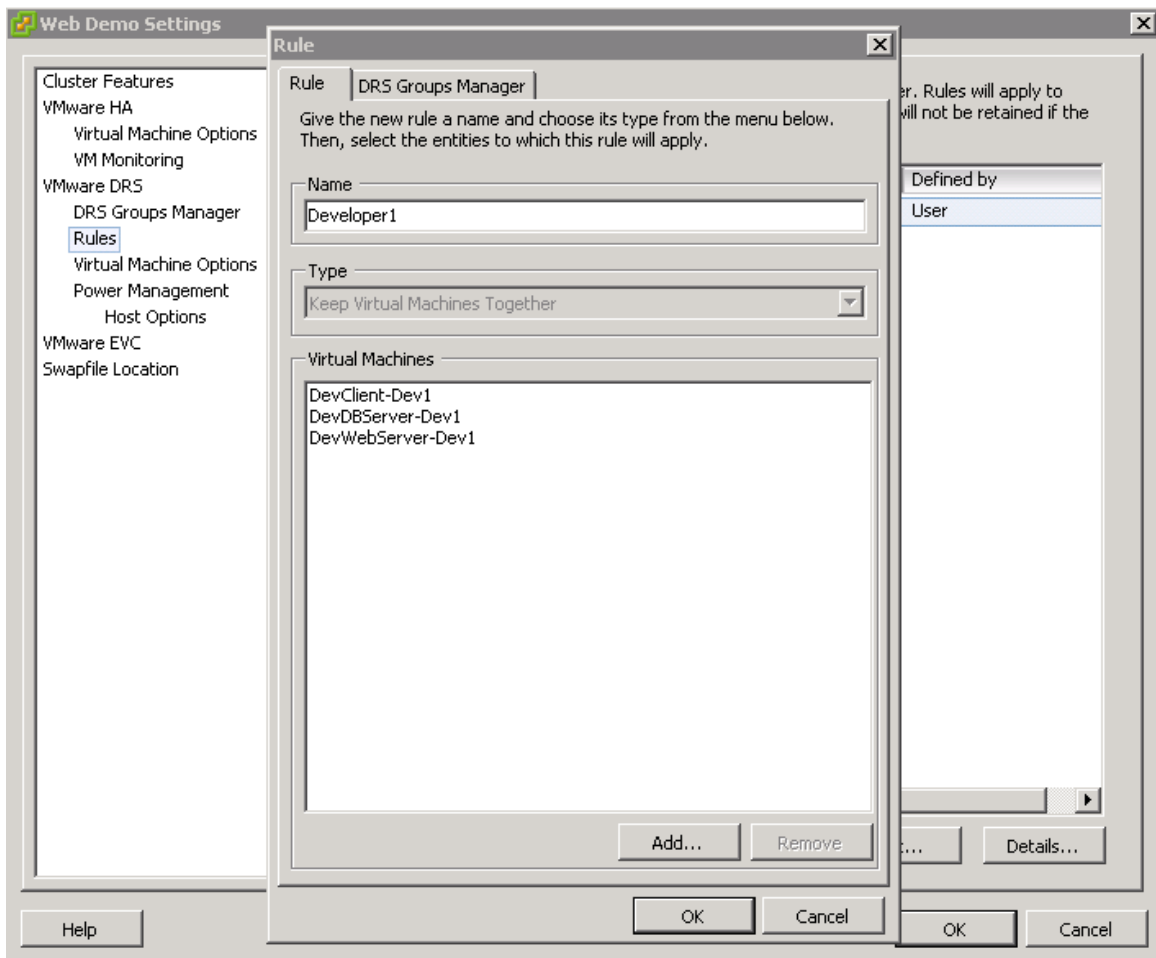 Web Demo Settings
Cluster Features
VMware HA
Virtual Machine Options
VM Monitoring
VMware DRS
DRS Groups Manager
Rules
Virtual Machine Options
Power Management
Host Options
VMware EVC
Swapfile Location
Help
Rule
Rule
DRS Groups Manager
Give the new rule a name and choose its type from the menu below.
Then, select the entities to which this rule will apply.
Name
Developer1
Type
Keep Virtual Machines Together
Virtual Machines
DevClient-Dev1
DevDBServer-Dev1
DevWebServer-Dev1
Add...
Remove
OK
Cancel
er. Rules will apply to
will not be retained if the
Defined by
User
...
Details...
OK
Cancel